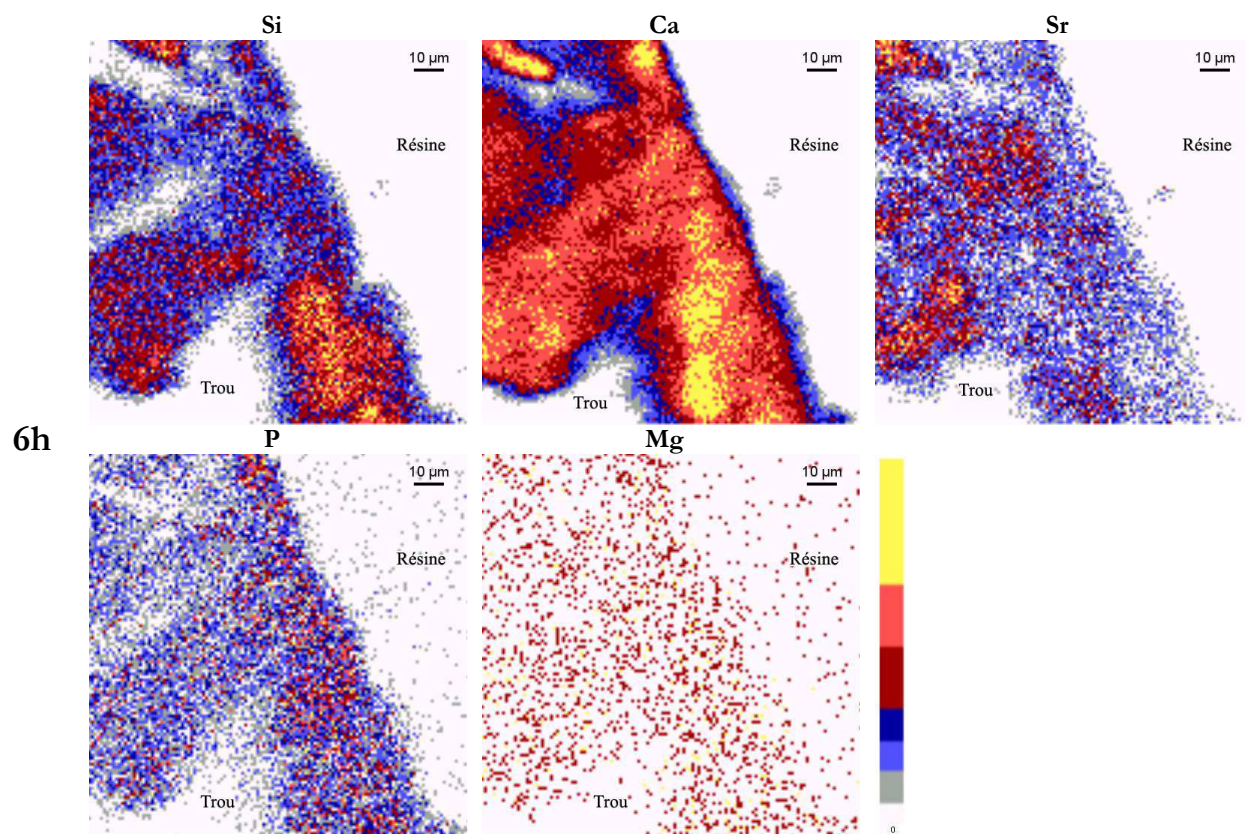 Si
Ca
Sr
10 µm
10 µm
10 µm
Résine
Résine
Résine
Trou
Trou
Trou
6h
P
Mg
10 µm
10 µm
Résine
Résine
Trou
Trou
0